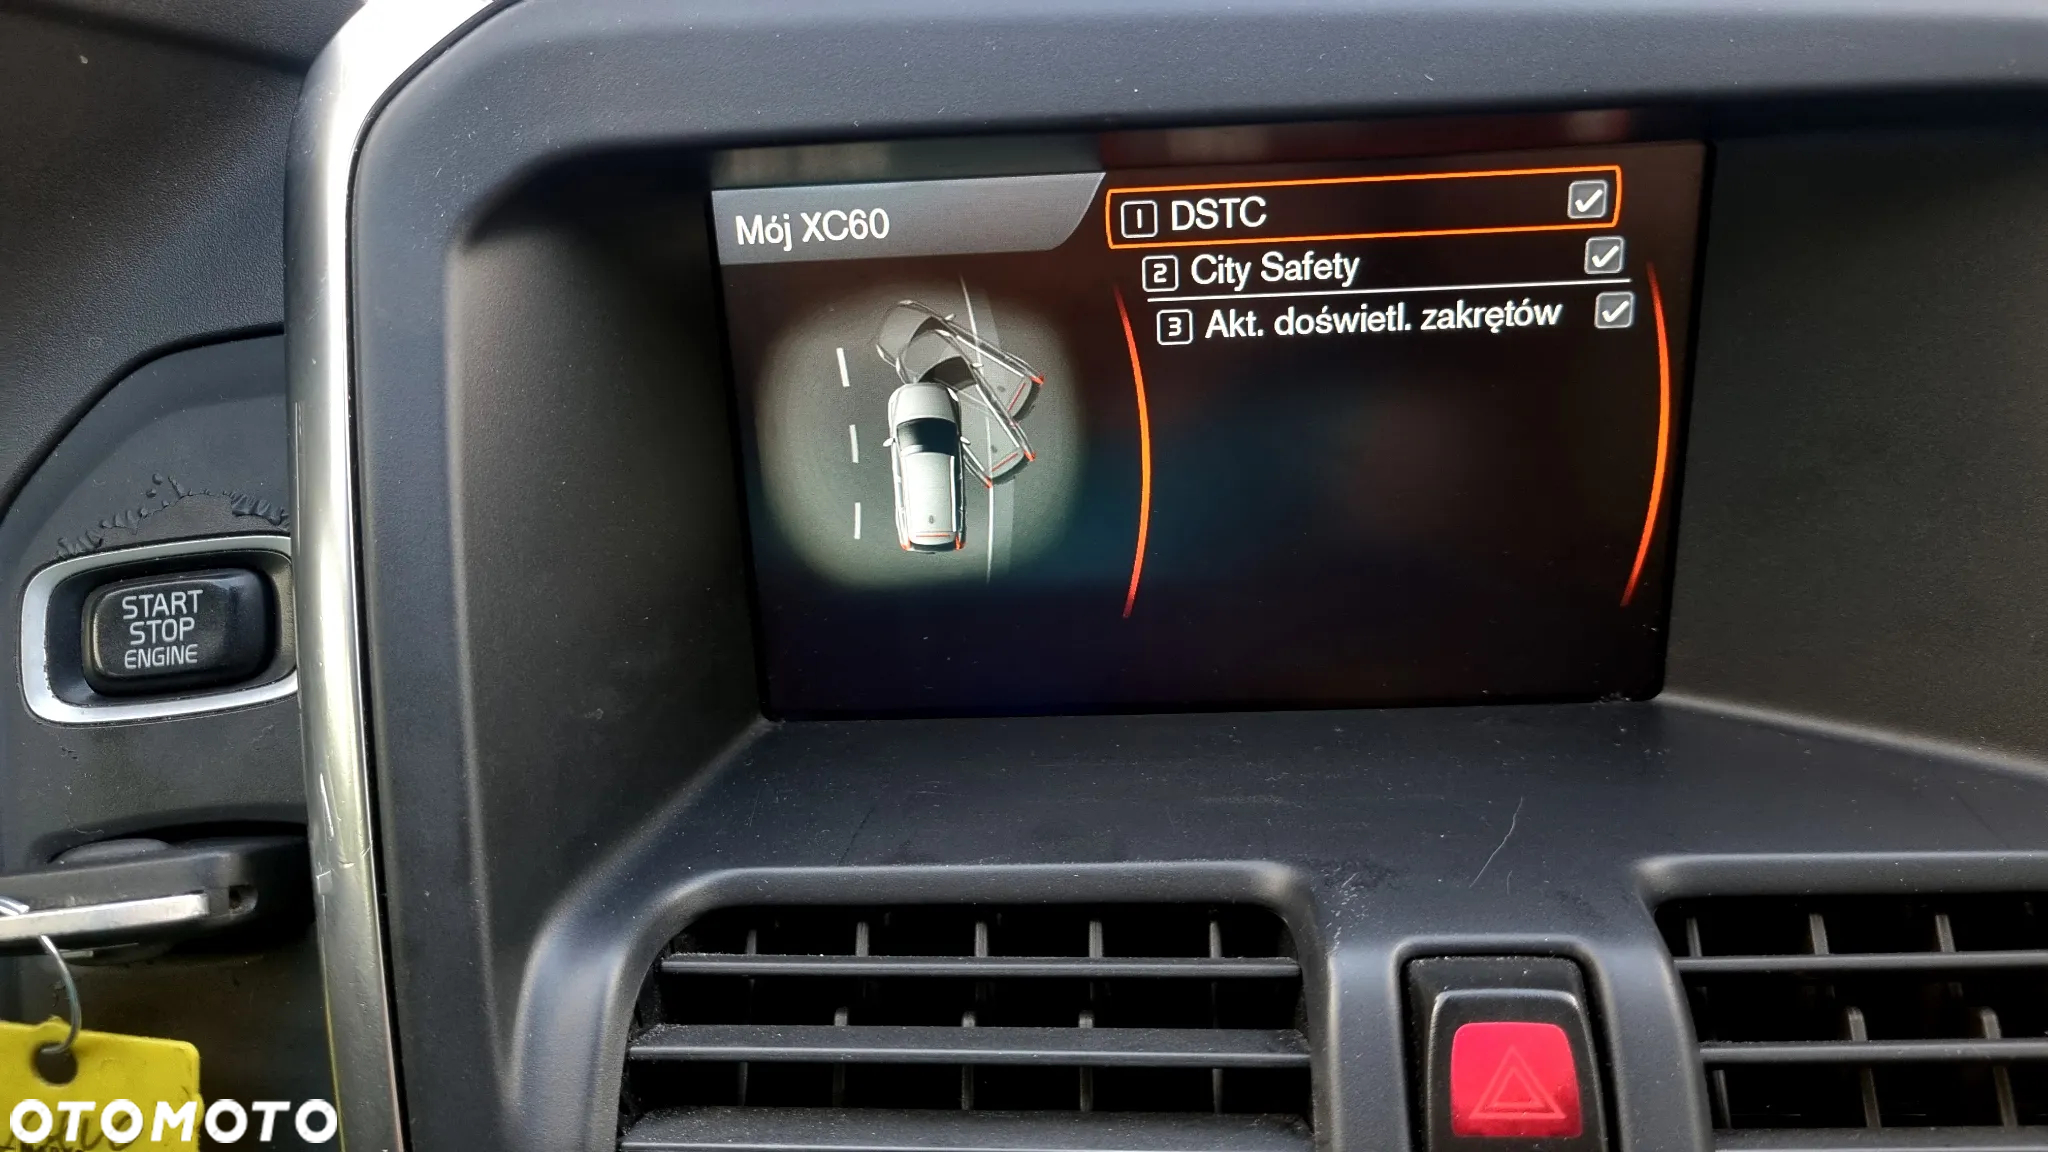 Mój XC60
1 DSTC
2 City Safety
3 Akt. doświetl. zakrętów
START
STOP
ENGINE
OTOMOTO